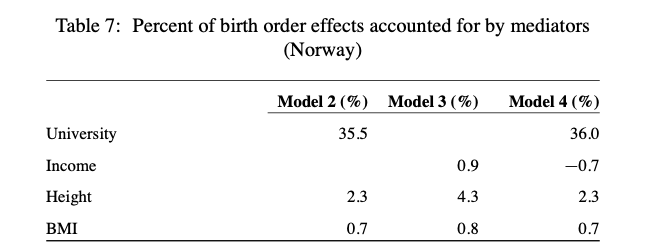 Table 7: Percent of birth order effects accounted for by mediators
(Norway)
Model 2 (%) Model 3 (%) Model 4 (%)
University 35.5 36.0
Income 0.9 −0.7
Height 2.3 4.3 2.3
BMI 0.7 0.8 0.7